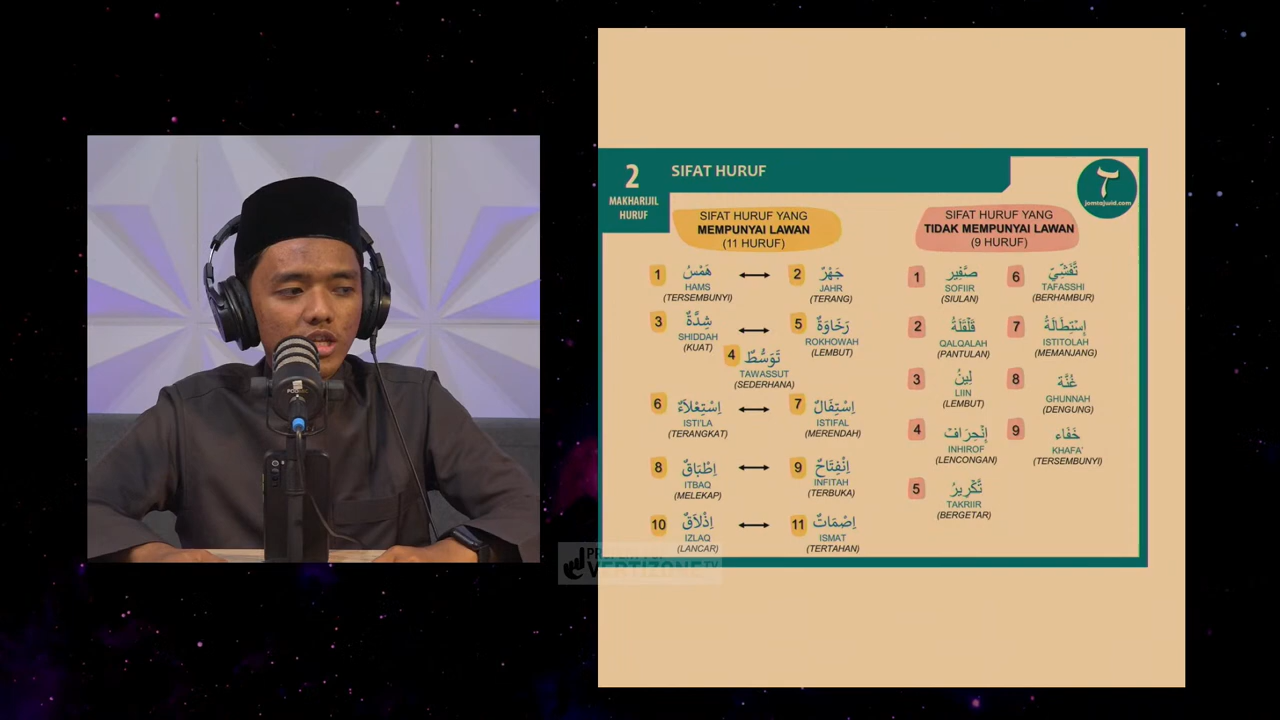 2
MAKHARIJIL
HURUF
SIFAT HURUF
jomtajwid.com
SIFAT HURUF YANG
MEMPUNYAI LAWAN
(11 HURUF)
1
هَمْسٌ
HAMS
(TERSEMBUNYI)
2
جَهْرٌ
JAHR
(TERANG)
3
شِدَّةٌ
SHIDDAH
(KUAT)
5
رَخَاوَةٌ
ROKHOWAH
(LEMBUT)
4
تَوَسُّطٌ
TAWASSUT
(SEDERHANA)
6
اِسْتِعْلَاءٌ
ISTI'LA
(TERANGKAT)
7
اِسْتِفَالٌ
ISTIFAL
(MERENDAH)
8
اِطْبَاقٌ
ITBAQ
(MELEKAP)
9
اِنْفِتَاحٌ
INFITAH
(TERBUKA)
10
اِذْلَاقٌ
IZLAQ
(LANCAR)
11
اِصْمَاتٌ
ISMAT
(TERTAHAN)
SIFAT HURUF YANG
TIDAK MEMPUNYAI LAWAN
(9 HURUF)
1
صَّفِير
SOFIIR
(SIULAN)
2
قَلْقَلَةٌ
QALQALAH
(PANTULAN)
3
لِينٌ
LIIN
(LEMBUT)
4
إِنْحِرَافٌ
INHIROF
(LENCONGAN)
5
تَّكْرِيرُ
TAKRIIR
(BERGETAR)
6
تَّفَشِّيّ
TAFASSHI
(BERHAMBUR)
7
إِسْتِطَالَةُ
ISTITOLAH
(MEMANJANG)
8
غُنَّة
GHUNNAH
(DENGUNG)
9
خَفَاء
KHAFA'
(TERSEMBUNYI)
PROPERTY OF
VERTIZONE TV